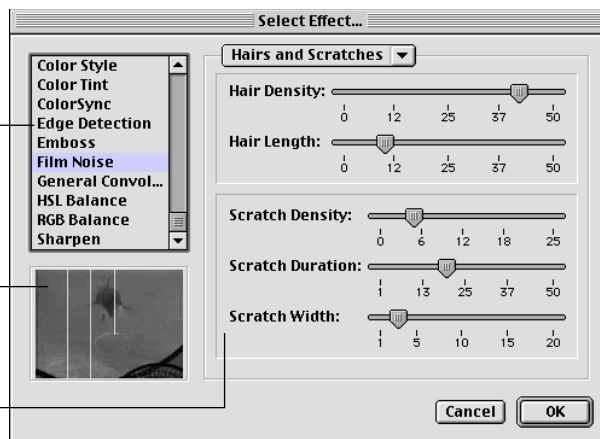 Select Effect...
Color Style
Color Tint
ColorSync
Edge Detection
Emboss
Film Noise
General Convol...
HSL Balance
RGB Balance
Sharpen
Hairs and Scratches
Hair Density:
0 12 25 37 50
Hair Length:
0 12 25 37 50
Scratch Density:
0 6 12 18 25
Scratch Duration:
1 13 25 37 50
Scratch Width:
1 5 10 15 20
Cancel OK